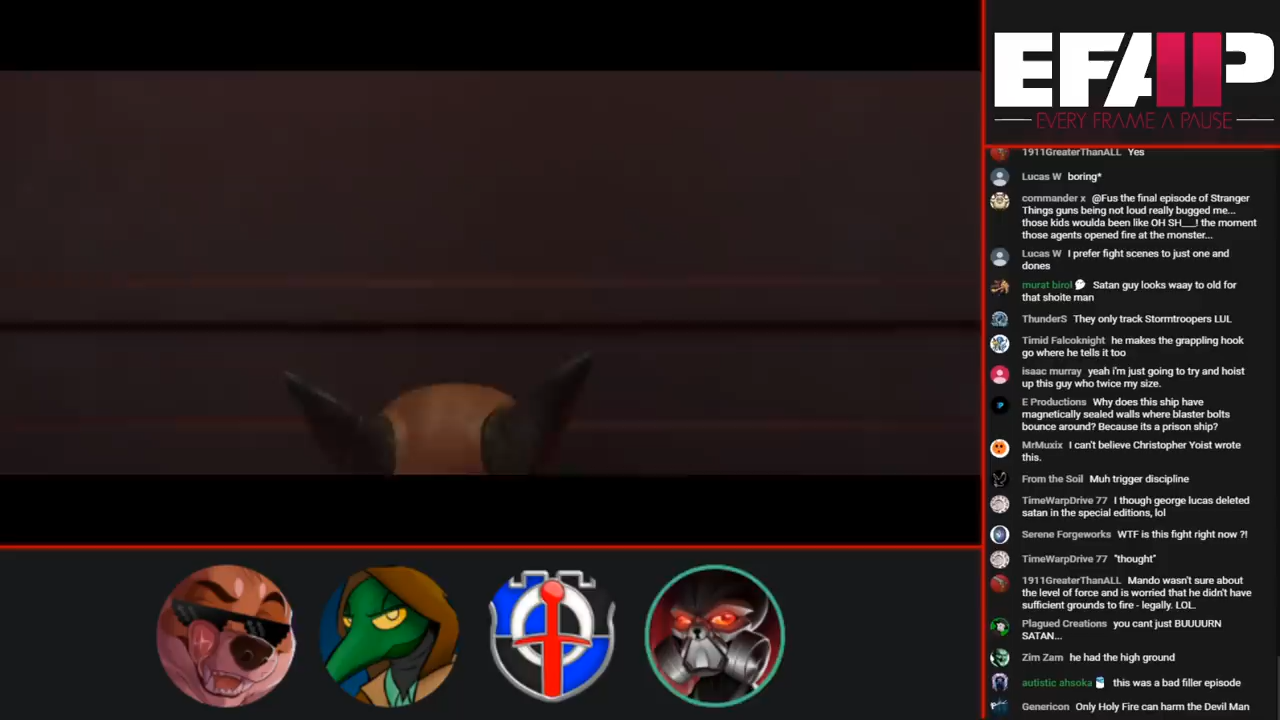 EFAP
EVERY FRAME A PAUSE
1911GreaterThanALL Yes
Lucas W boring*
commander x @Fus the final episode of Stranger
Things guns being not loud really bugged me...
those kids woulda been like OH SH___! the moment
those agents opened fire at the monster...
Lucas W I prefer fight scenes to just one and
dones
murat birol Satan guy looks waay to old for
that shoite man
ThunderS They only track Stormtroopers LUL
Timid Falcoknight he makes the grappling hook
go where he tells it too
isaac murray yeah i'm just going to try and hoist
up this guy who twice my size.
E Productions Why does this ship have
magnetically sealed walls where blaster bolts
bounce around? Because its a prison ship?
MrMuxix I can't believe Christopher Yoist wrote
this.
From the Soil Muh trigger discipline
TimeWarpDrive 77 I though george lucas deleted
satan in the special editions, lol
Serene Forgeworks WTF is this fight right now ?!
TimeWarpDrive 77 "thought"
1911GreaterThanALL Mando wasn't sure about
the level of force and is worried that he didn't have
sufficient grounds to fire - legally. LOL.
Plagued Creations you cant just BUUUURN
SATAN...
Zim Zam he had the high ground
autistic ahsoka this was a bad filler episode
Genericon Only Holy Fire can harm the Devil Man